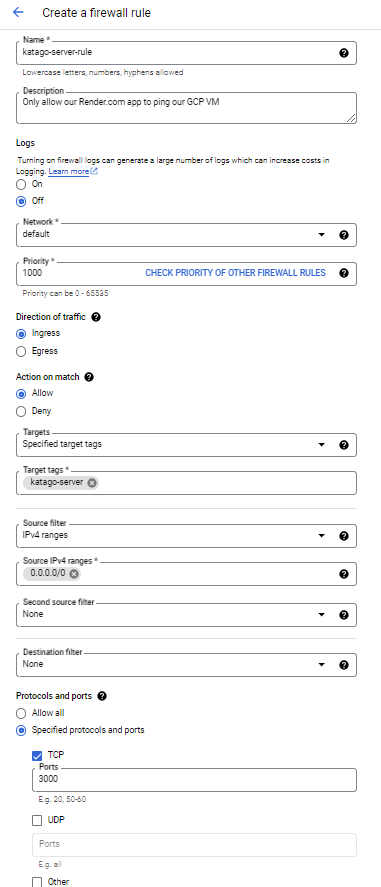 Create a firewall rule
Name *
katago-server-rule
Lowercase letters, numbers, hyphens allowed
Description
Only allow our Render.com app to ping our GCP VM
Logs
Turning on firewall logs can generate a large number of logs which can increase costs in
Logging. Learn more
On
Off
Network *
default
Priority *
1000
CHECK PRIORITY OF OTHER FIREWALL RULES
Priority can be 0 - 65535
Direction of traffic
Ingress
Egress
Action on match
Allow
Deny
Targets
Specified target tags
Target tags *
katago-server
Source filter
IPv4 ranges
Source IPv4 ranges *
0.0.0.0/0
Second source filter
None
Destination filter
None
Protocols and ports
Allow all
Specified protocols and ports
TCP
Ports
3000
E.g. 20, 50-60
UDP
Ports
E.g. all
Other